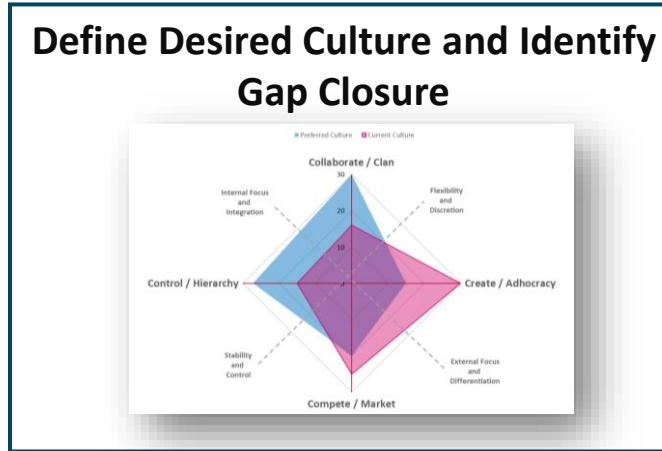 Define Desired Culture and Identify
Gap Closure
Preferred Culture Current Culture
Collaborate / Clan
30
Internal Focus
and
Integration
Flexibility
and
Discretion
20
10
Control / Hierarchy
0
Create / Adhocracy
Stability
and
Control
External Focus
and
Differentiation
Compete / Market